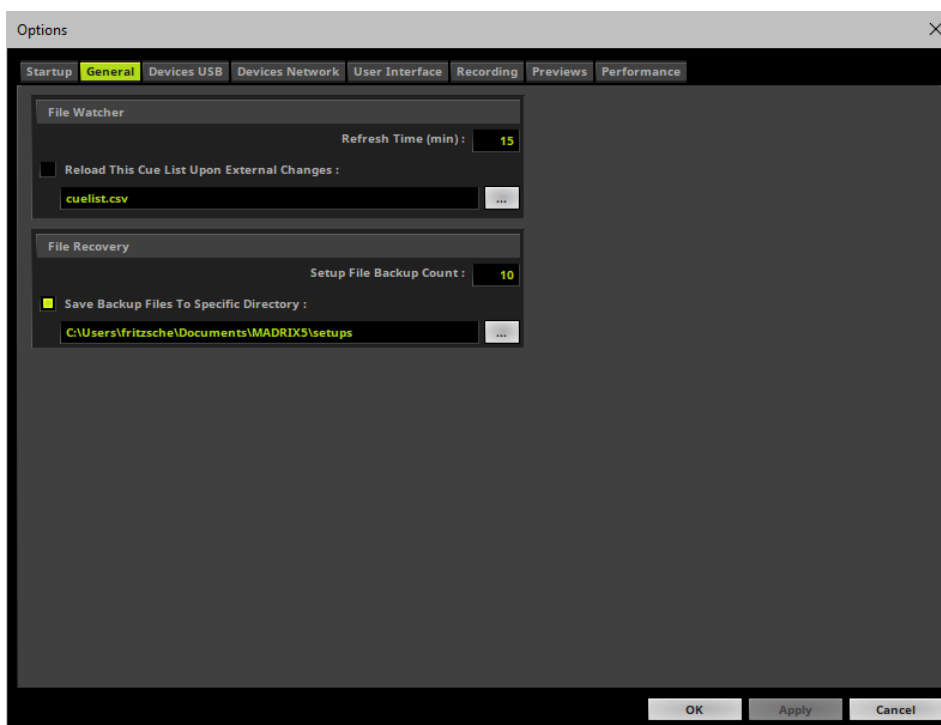 Options
Startup General Devices USB Devices Network User Interface Recording Previews Performance
File Watcher
Refresh Time (min) : 15
Reload This Cue List Upon External Changes :
cuelist.csv ...
File Recovery
Setup File Backup Count : 10
Save Backup Files To Specific Directory :
C:\Users\fritzsche\Documents\MADRIX5\setups ...
OK Apply Cancel